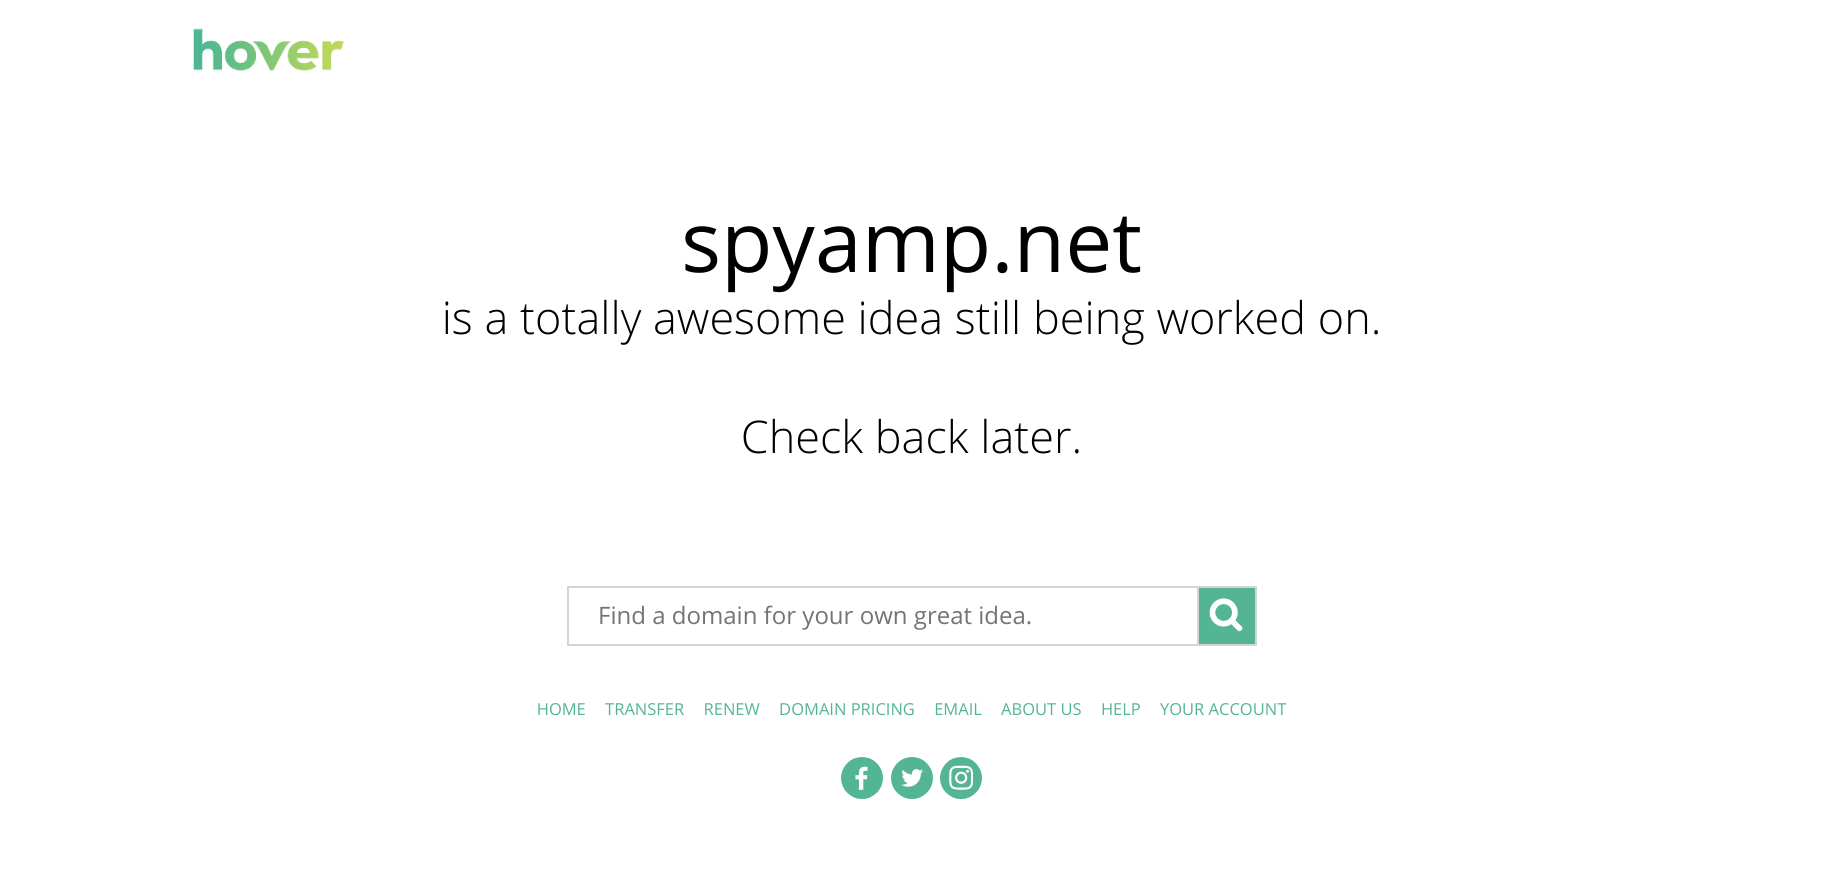 hover
spyamp.net
is a totally awesome idea still being worked on.
Check back later.
Find a domain for your own great idea.
HOME TRANSFER RENEW DOMAIN PRICING EMAIL ABOUT US HELP YOUR ACCOUNT